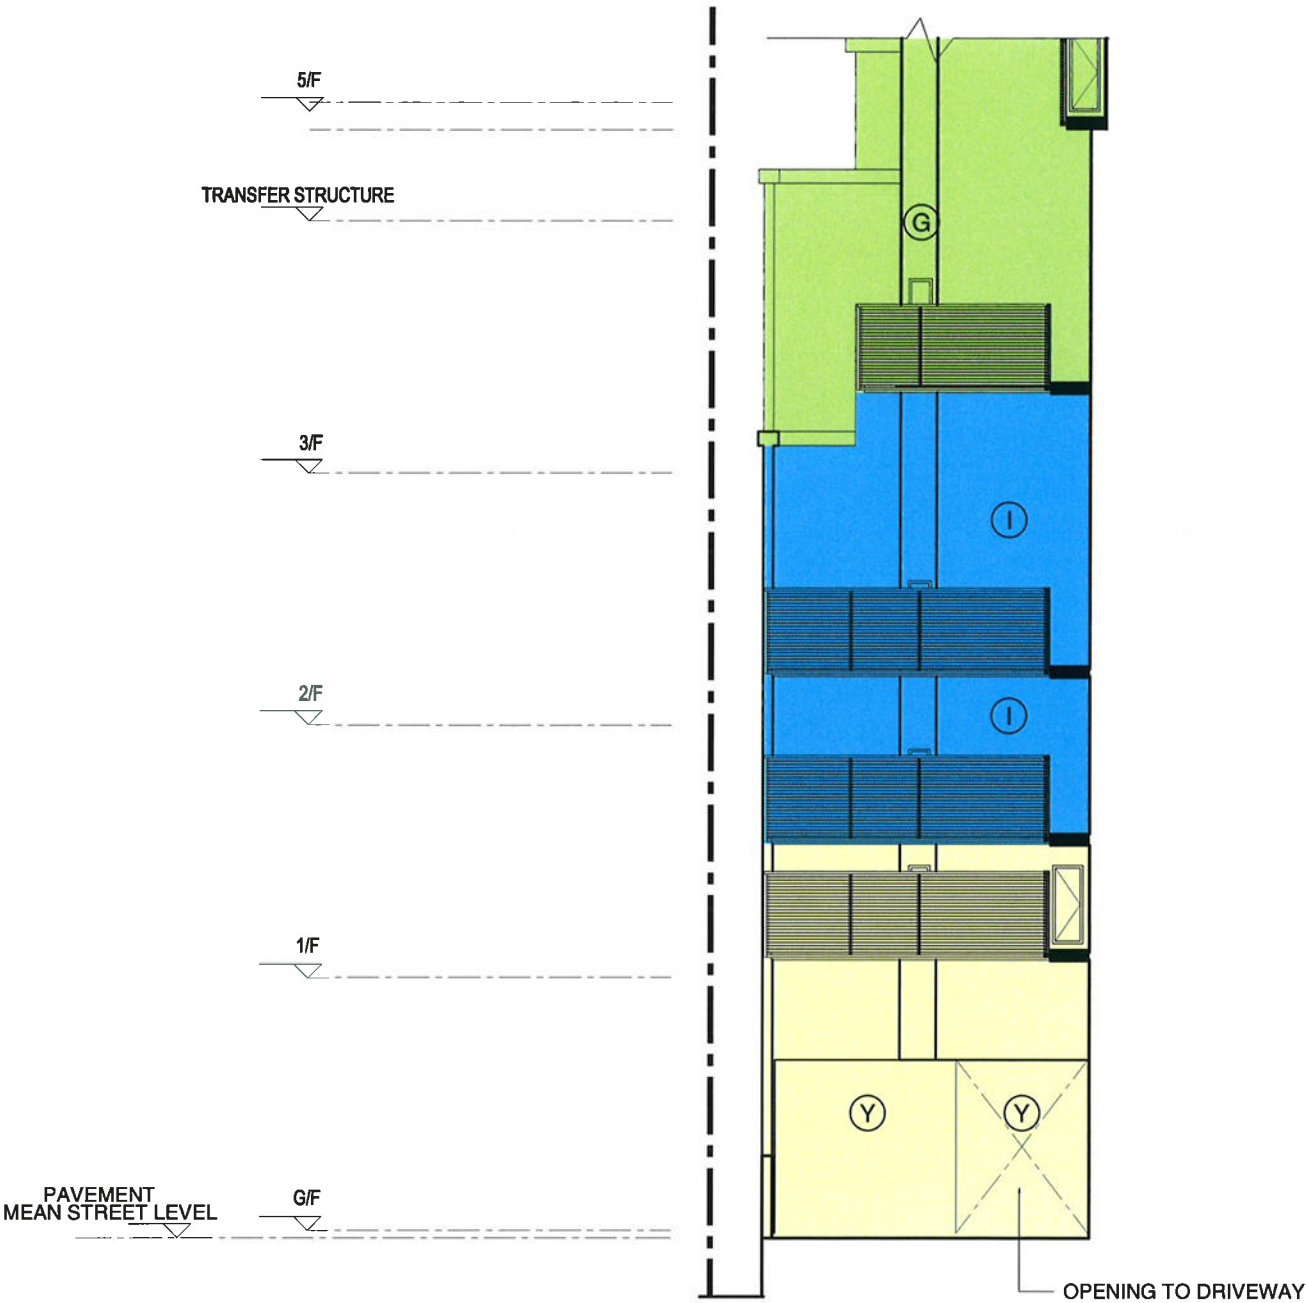 5/F
TRANSFER STRUCTURE
G
3/F
I
2/F
I
1/F
Y
Y
PAVEMENT
MEAN STREET LEVEL
G/F
OPENING TO DRIVEWAY